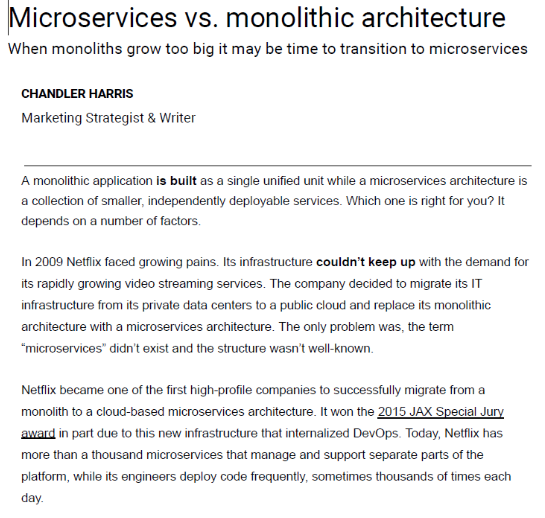 Microservices vs. monolithic architecture
When monoliths grow too big it may be time to transition to microservices
CHANDLER HARRIS
Marketing Strategist & Writer
A monolithic application is built as a single unified unit while a microservices architecture is
a collection of smaller, independently deployable services. Which one is right for you? It
depends on a number of factors.
In 2009 Netflix faced growing pains. Its infrastructure couldn’t keep up with the demand for
its rapidly growing video streaming services. The company decided to migrate its IT
infrastructure from its private data centers to a public cloud and replace its monolithic
architecture with a microservices architecture. The only problem was, the term
“microservices” didn’t exist and the structure wasn’t well-known.
Netflix became one of the first high-profile companies to successfully migrate from a
monolith to a cloud-based microservices architecture. It won the 2015 JAX Special Jury
award in part due to this new infrastructure that internalized DevOps. Today, Netflix has
more than a thousand microservices that manage and support separate parts of the
platform, while its engineers deploy code frequently, sometimes thousands of times each
day.